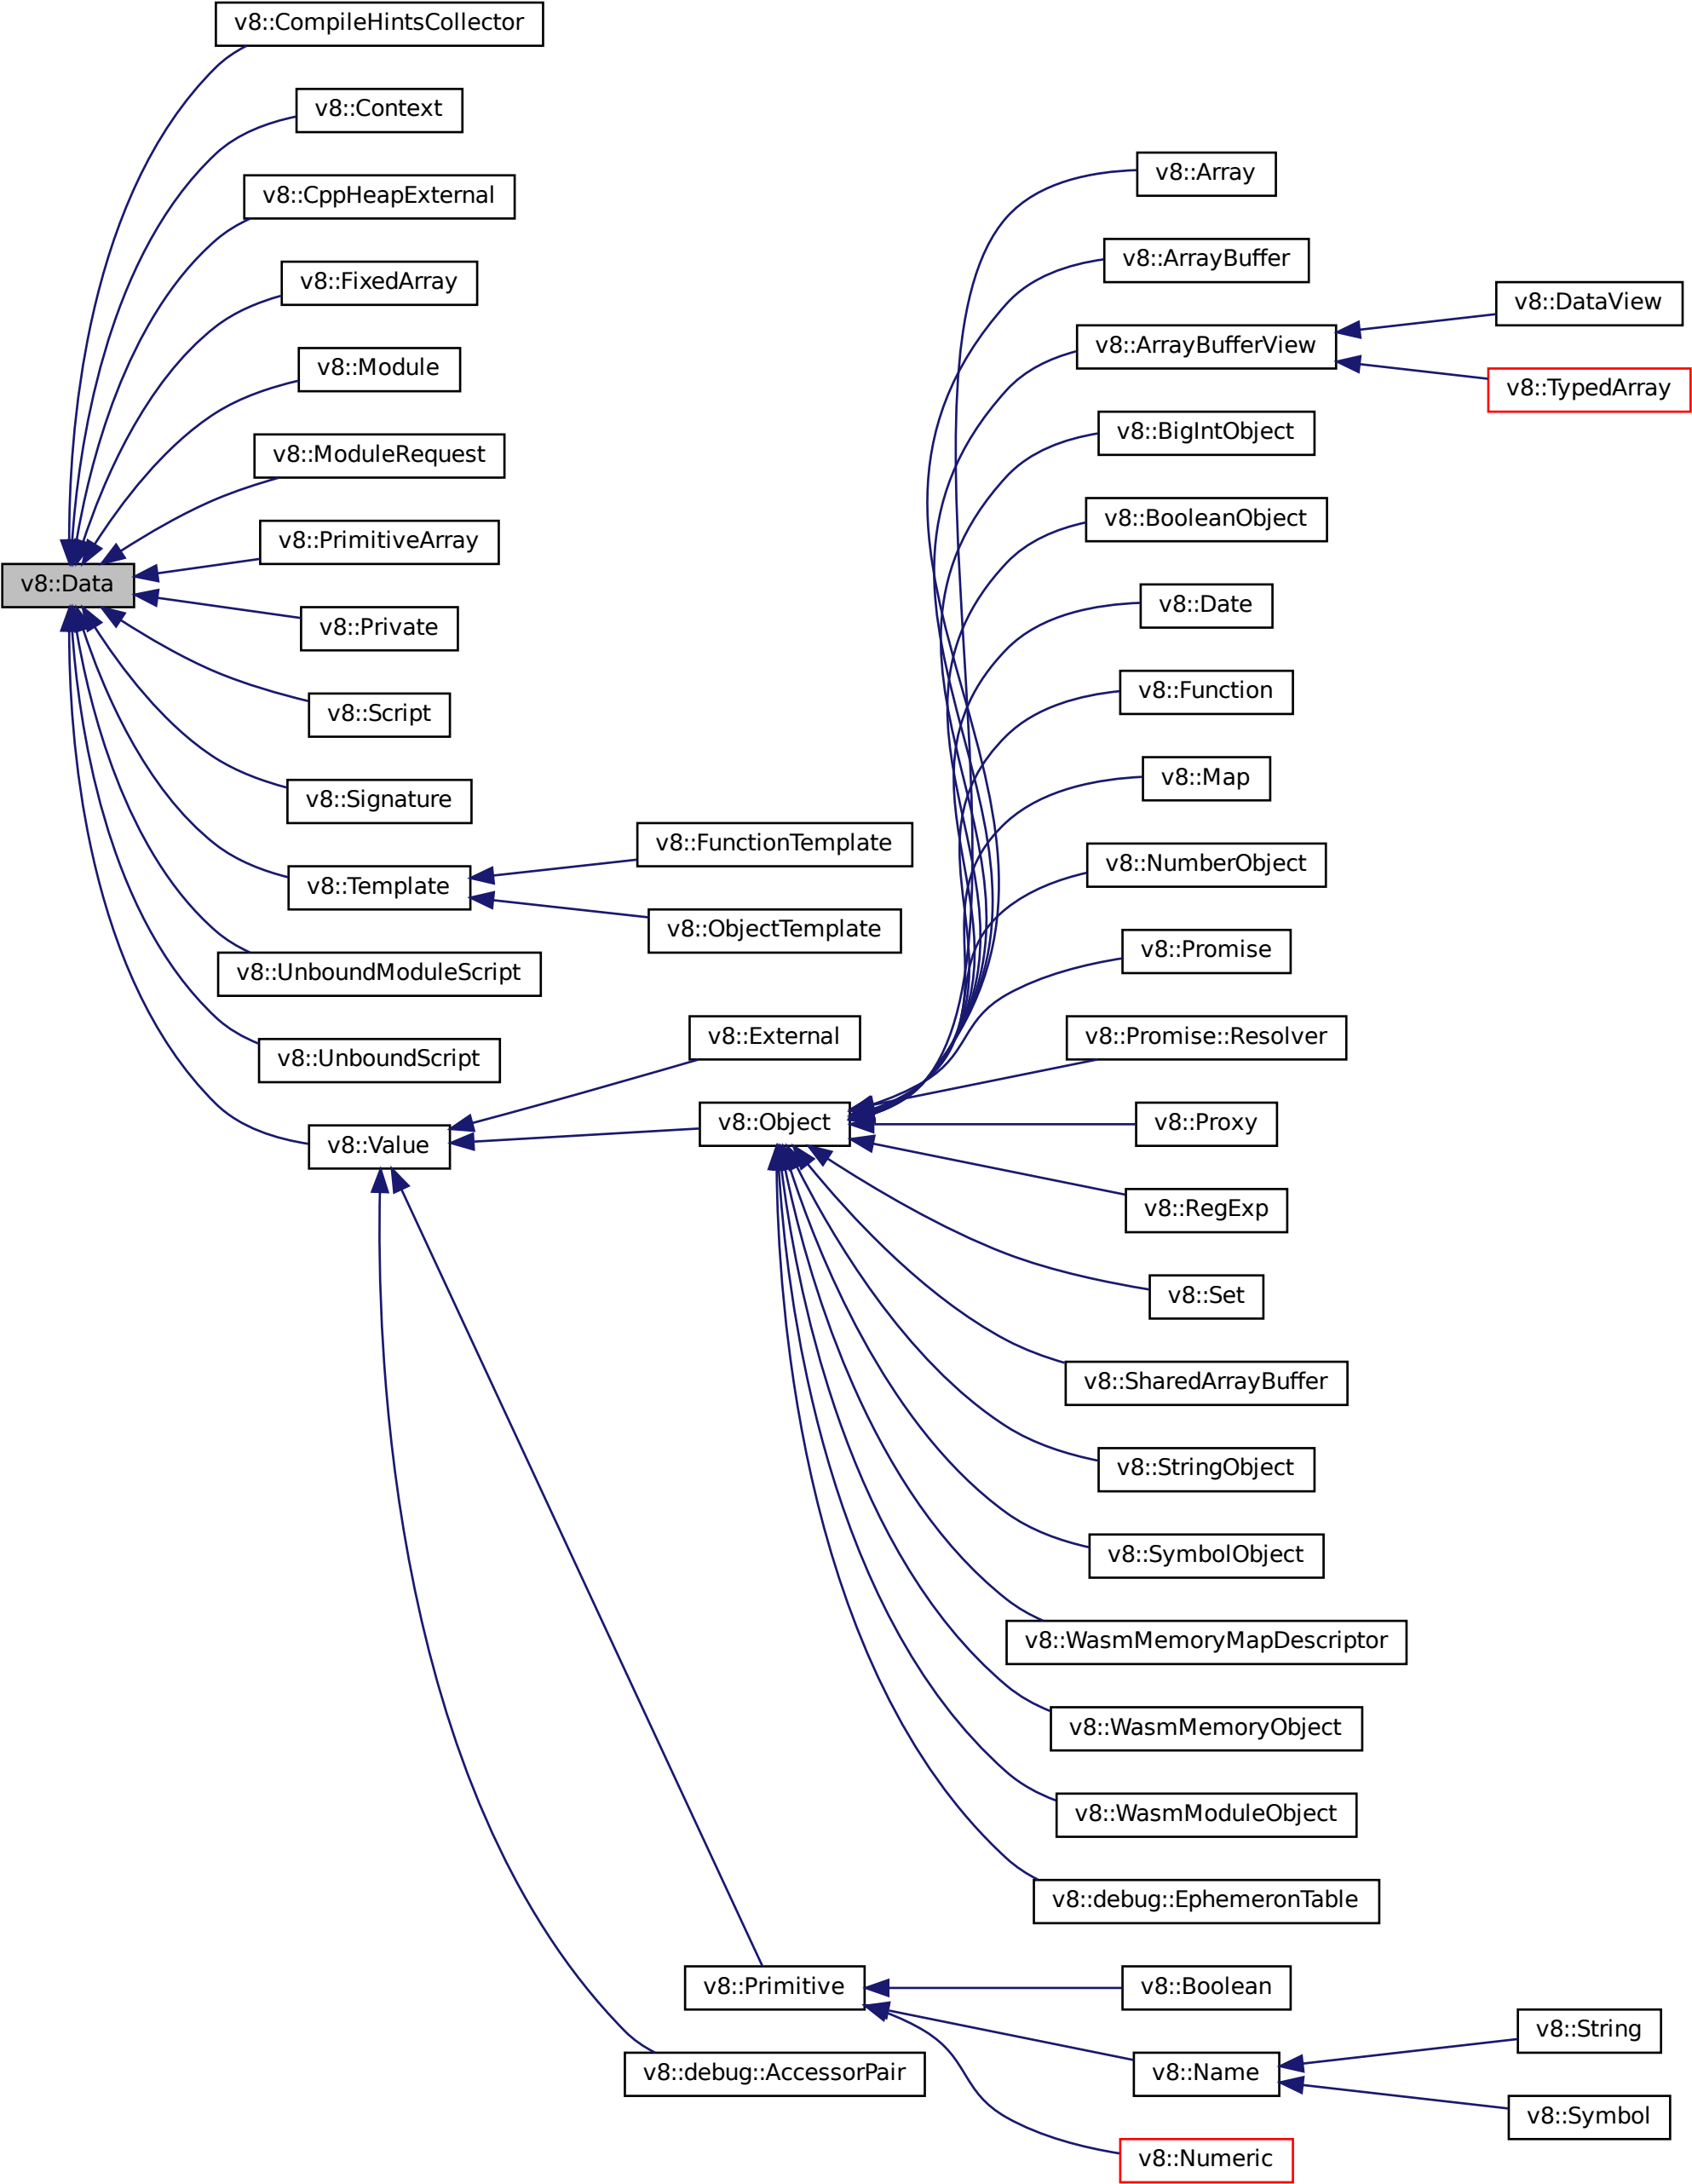 v8::CompileHintsCollector
v8::Context
v8::CppHeapExternal
v8::FixedArray
v8::Module
v8::ModuleRequest
v8::PrimitiveArray
v8::Data
v8::Private
v8::Script
v8::Signature
v8::Template
v8::FunctionTemplate
v8::ObjectTemplate
v8::UnboundModuleScript
v8::UnboundScript
v8::Value
v8::External
v8::Object
v8::Array
v8::ArrayBuffer
v8::ArrayBufferView
v8::DataView
v8::TypedArray
v8::BigIntObject
v8::BooleanObject
v8::Date
v8::Function
v8::Map
v8::NumberObject
v8::Promise
v8::Promise::Resolver
v8::Proxy
v8::RegExp
v8::Set
v8::SharedArrayBuffer
v8::StringObject
v8::SymbolObject
v8::WasmMemoryMapDescriptor
v8::WasmMemoryObject
v8::WasmModuleObject
v8::debug::EphemeronTable
v8::Primitive
v8::debug::AccessorPair
v8::Boolean
v8::Name
v8::String
v8::Symbol
v8::Numeric